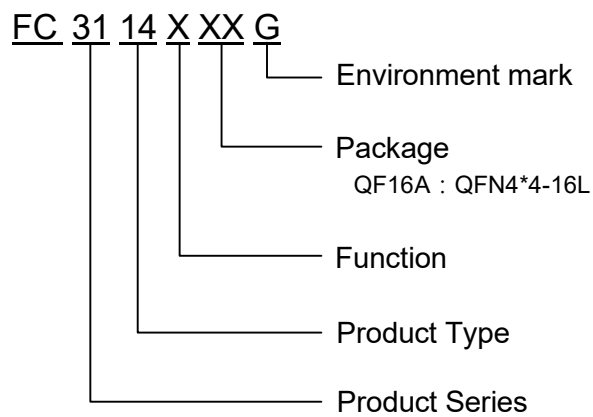 FC 31 14 X XX G
Environment mark
Package
QF16A：QFN4*4-16L
Function
Product Type
Product Series